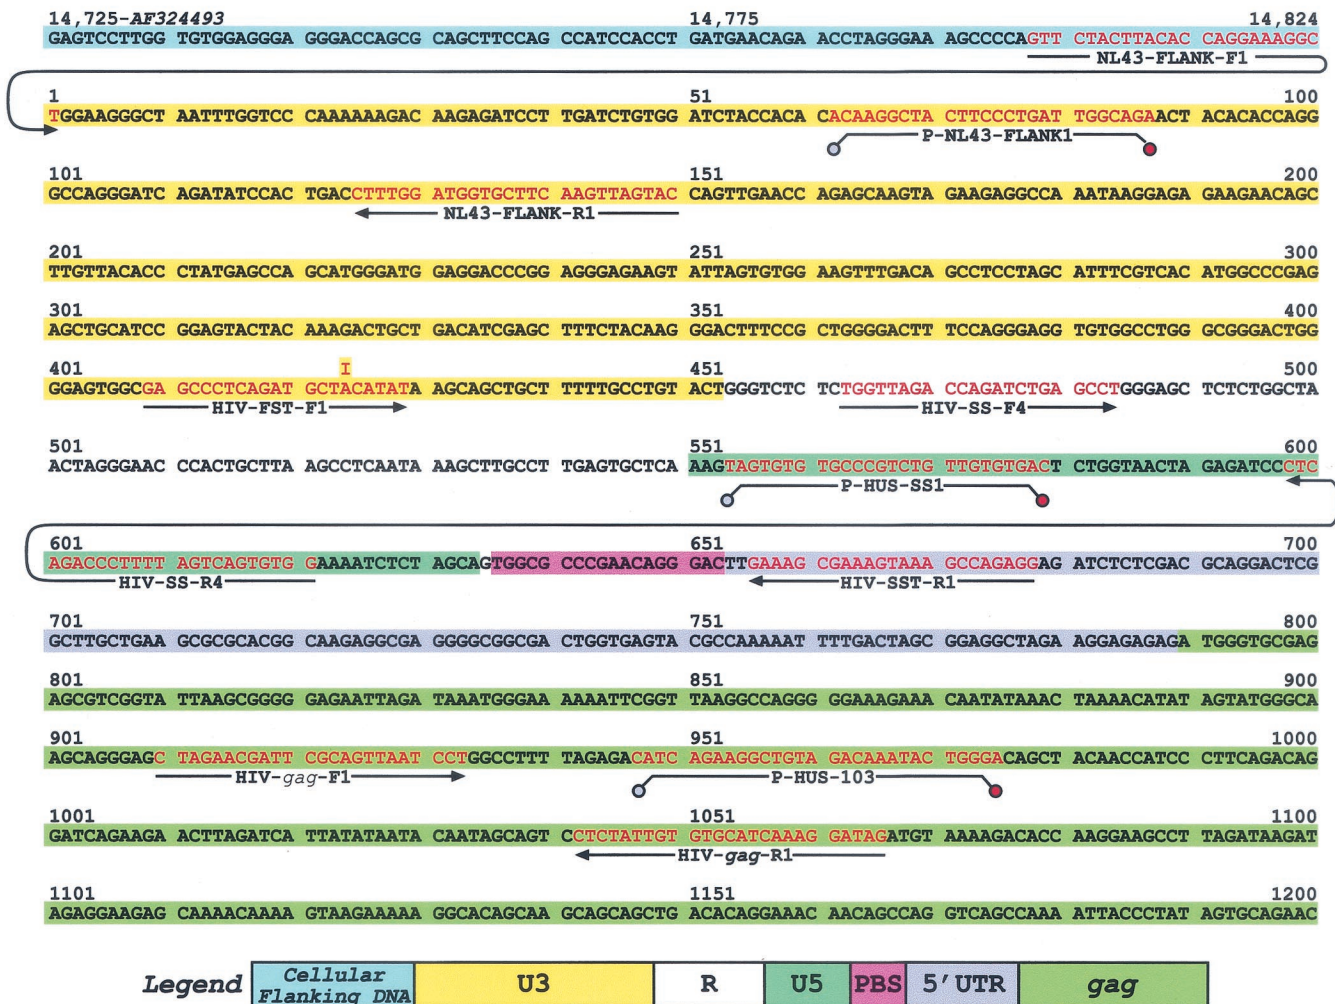 14,725-AF324493 14,775 14,824
GAGTCCTTGG TGTGGAGGGA GGGACCAGCG CAGCTTCCAG CCATCCACCT GATGAACAGA ACCTAGGGAA AGCCCCAGTT CTACTTACAC CAGGAAAGGC
NL43-FLANK-F1
1 51 100
TGGAAGGGCT AATTTGGTCC CAAAAAAGAC AAGAGATCCT TGATCTGTGG ATCTACCACA CACAAGGCTA CTTCCCTGAT TGGCAGAACT ACACACCAGG
P-NL43-FLANK1
101 151 200
GCCAGGGATC AGATATCCAC TGACCTTTGG ATGGTGCTTC AAGTTAGTAC CAGTTGAACC AGAGCAAGTA GAAGAGGCCA AATAAGGAGA GAAGAACAGC
NL43-FLANK-R1
201 251 300
TTGTTACACC CTATGAGCCA GCATGGGATG GAGGACCCGG AGGGAGAAGT ATTAGTGTGG AAGTTTGACA GCCTCCTAGC ATTTCGTCAC ATGGCCCGAG
301 351 400
AGCTGCATCC GGAGTACTAC AAAGACTGCT GACATCGAGC TTTCTACAAG GGACTTTCCG CTGGGGACTT TCCAGGGAGG TGTGGCCTGG GCGGGACTGG
401 I 451 500
GGAGTGGCGA GCCCTCAGAT GCTACATATA AGCAGCTGCT TTTTGCCTGT ACTGGGTCTC TCTGGTTAGA CCAGATCTGA GCCTGGGAGC TCTCTGGCTA
HIV-FST-F1 HIV-SS-F4
501 551 600
ACTAGGGAAC CCACTGCTTA AGCCTCAATA AAGCTTGCCT TGAGTGCTCA AAGTAGTGTG TGCCCGTCTG TTGTGTGACT CTGGTAACTA GAGATCCCTC
P-HUS-SS1
601 651 700
AGACCCTTTT AGTCAGTGTG GAAAATCTCT AGCAGTGGCG CCCGAACAGG GACTTGAAAG CGAAAGTAAA GCCAGAGGAG ATCTCTCGAC GCAGGACTCG
HIV-SS-R4 HIV-SST-R1
701 751 800
GCTTGCTGAA GCGCGCACGG CAAGAGGCGA GGGGCGGCGA CTGGTGAGTA CGCCAAAAAT TTTGACTAGC GGAGGCTAGA AGGAGAGAGA TGGGTGCGAG
801 851 900
AGCGTCGGTA TTAAGCGGGG GAGAATTAGA TAAATGGGAA AAAATTCGGT TAAGGCCAGG GGGAAAGAAA CAATATAAAC TAAAACATAT AGTATGGGCA
901 951 1000
AGCAGGGAGC TAGAACGATT CGCAGTTAAT CCTGGCCTTT TAGAGACATC AGAAGGCTGT AGACAAATAC TGGGACAGCT ACAACCATCC CTTCAGACAG
HIV-gag-F1 P-HUS-103
1001 1051 1100
GATCAGAAGA ACTTAGATCA TTATATAATA CAATAGCAGT CCTCTATTGT GTGCATCAAA GGATAGATGT AAAAGACACC AAGGAAGCCT TAGATAAGAT
HIV-gag-R1
1101 1151 1200
AGAGGAAGAG CAAAACAAAA GTAAGAAAAA GGCACAGCAA GCAGCAGCTG ACACAGGAAA CAACAGCCAG GTCAGCCAAA ATTACCCTAT AGTGCAGAAC
Legend Cellular Flanking DNA U3 R U5 PBS 5' UTR gag